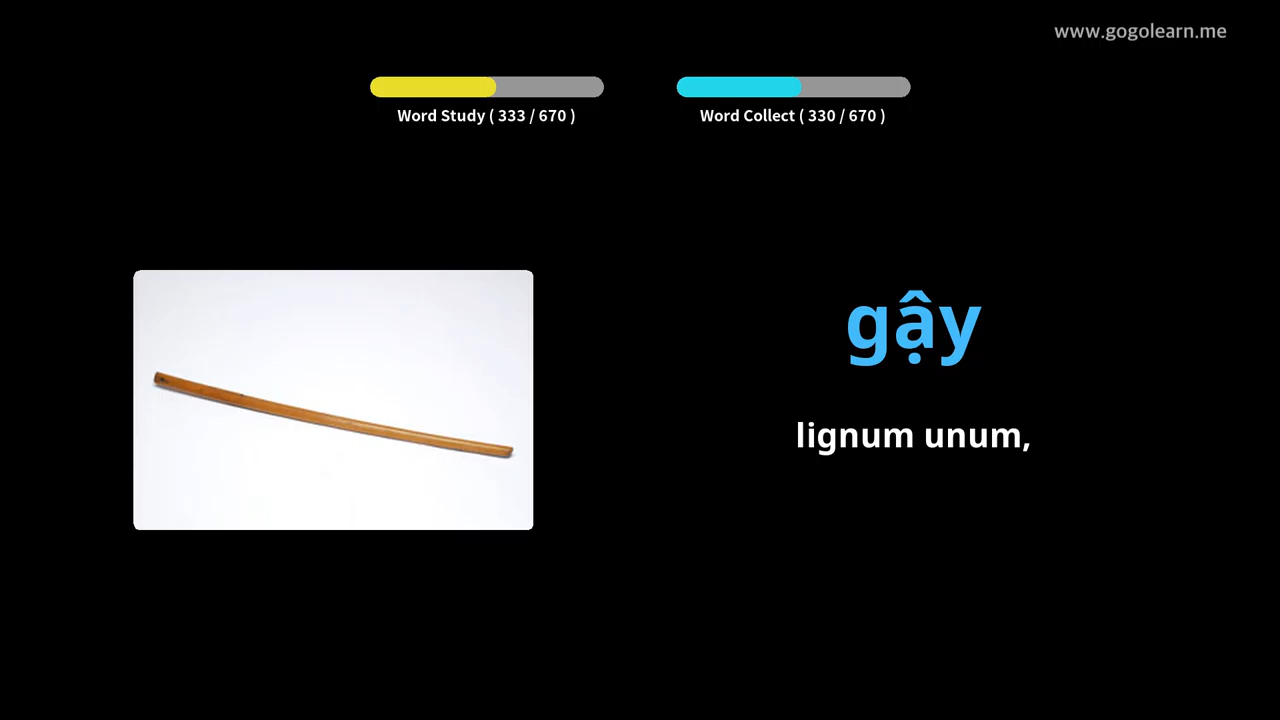 www.gogolearn.me
Word Study ( 333 / 670 )
Word Collect ( 330 / 670 )
gậy
lignum unum,